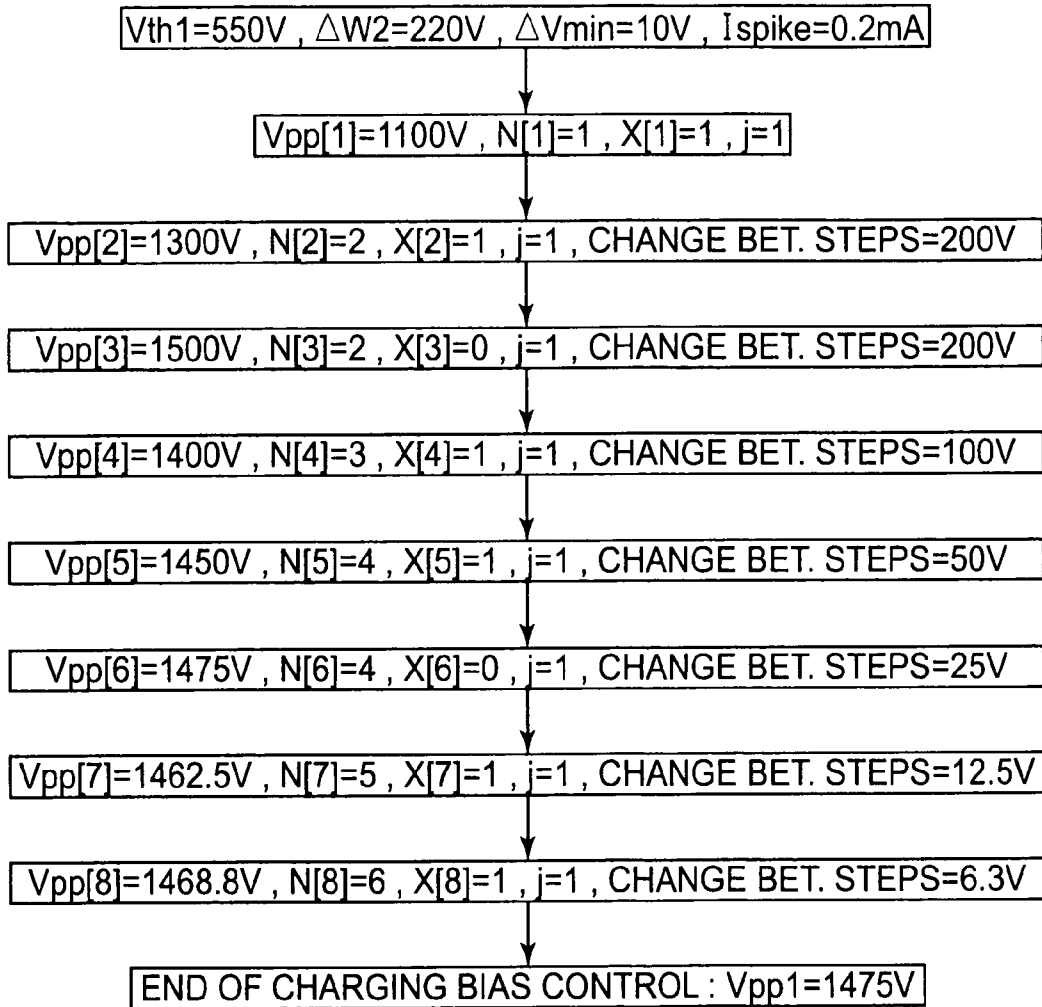 Vth1=550V , △W2=220V , △Vmin=10V , Ispike=0.2mA
Vpp[1]=1100V , N[1]=1 , X[1]=1 , j=1
Vpp[2]=1300V , N[2]=2 , X[2]=1 , j=1 , CHANGE BET. STEPS=200V
Vpp[3]=1500V , N[3]=2 , X[3]=0 , j=1 , CHANGE BET. STEPS=200V
Vpp[4]=1400V , N[4]=3 , X[4]=1 , j=1 , CHANGE BET. STEPS=100V
Vpp[5]=1450V , N[5]=4 , X[5]=1 , j=1 , CHANGE BET. STEPS=50V
Vpp[6]=1475V , N[6]=4 , X[6]=0 , j=1 , CHANGE BET. STEPS=25V
Vpp[7]=1462.5V , N[7]=5 , X[7]=1 , j=1 , CHANGE BET. STEPS=12.5V
Vpp[8]=1468.8V , N[8]=6 , X[8]=1 , j=1 , CHANGE BET. STEPS=6.3V
END OF CHARGING BIAS CONTROL : Vpp1=1475V